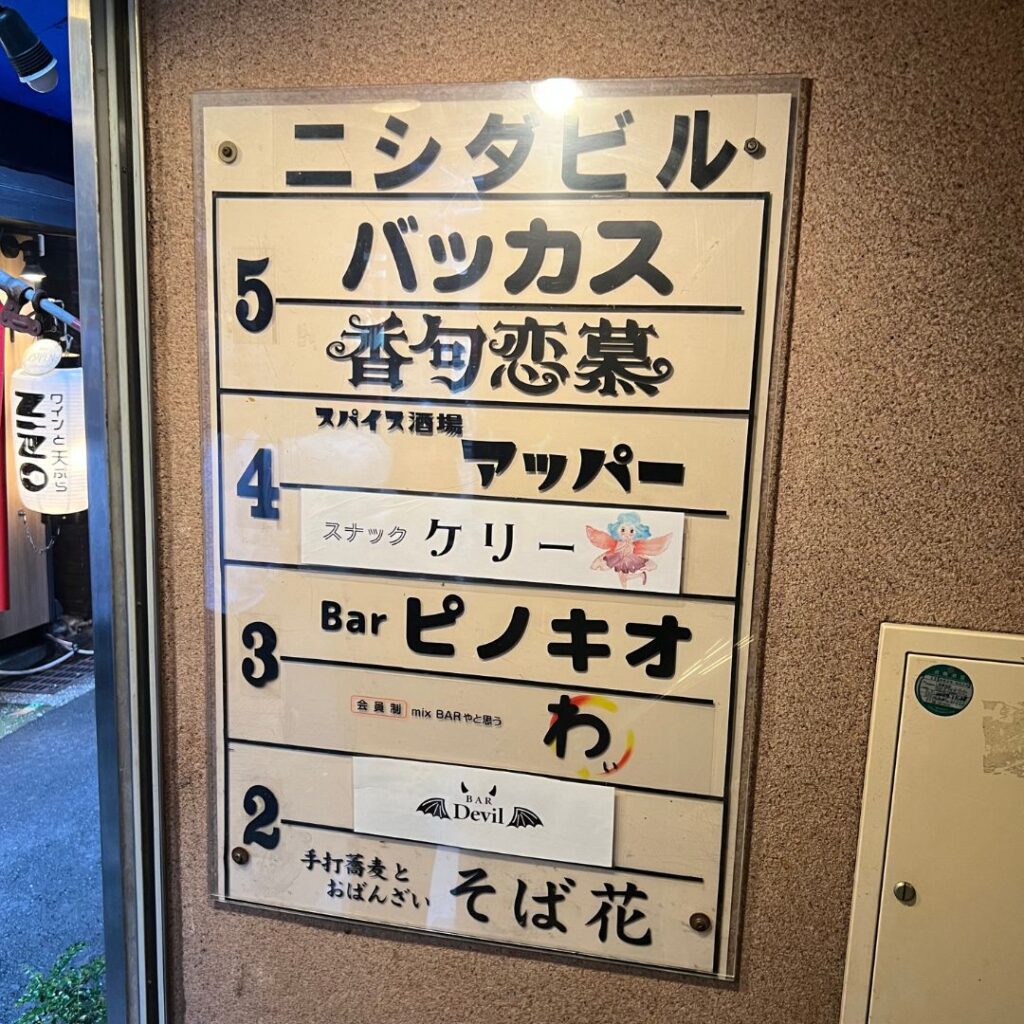 ニシダビル
5
バッカス
香匂恋慕
4
スパイス酒場
アッパー
スナック ケリー
3
Bar ピノキオ
会員制 mix BARやと思う わぃ
2
BAR
Devil
手打蕎麦と
おばんざい
そば花
ワインと天ぷら
NINO